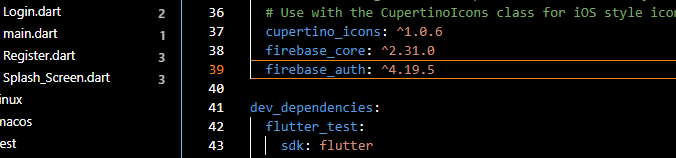 Login.dart 2
main.dart 1
Register.dart 3
Splash_Screen.dart 3
inux
macos
est
36 # Use with the CupertinoIcons class for iOS style icon
37 cupertino_icons: ^1.0.6
38 firebase_core: ^2.31.0
39 firebase_auth: ^4.19.5
40
41 dev_dependencies:
42 flutter_test:
43 sdk: flutter